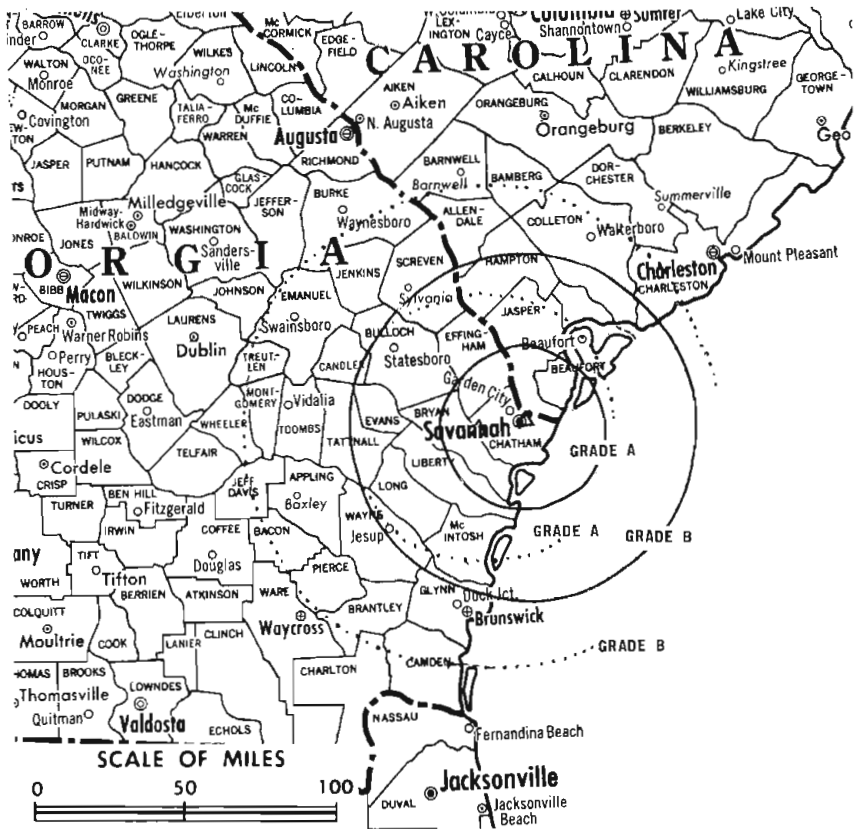 BARROW
CLARKE
OGLE-
THORPE
WILKES
Mc
CORMICK
EDGE-
FIELD
LEX-
INGTON
Cayce
Columbia
Sumter
Shannontown
Lake City
CAROLINA
WALTON
Monroe
OCO-
NEE
Washington
LINCOLN
AIKEN
Aiken
CALHOUN
CLARENDON
Kingstree
WILLIAMSBURG
GEORGE-
TOWN
Geo
MORGAN
GREENE
TALIA-
FERRO
Mc
DUFFIE
CO-
LUMBIA
N. Augusta
Augusta
ORANGEBURG
Orangeburg
BERKELEY
Covington
WARREN
RICHMOND
JASPER
PUTNAM
HANCOCK
GLAS-
COCK
JEFFER-
SON
BURKE
Waynesboro
BARNWELL
Barnwell
BAMBERG
DOR-
CHESTER
Summerville
Milledgeville
Midway-
Hardwick
BALDWIN
WASHINGTON
Sanders-
ville
ALLEN-
DALE
COLLETON
Walterboro
JONES
ORGIA
SCREVEN
Sylvania
HAMPTON
Charleston
CHARLESTON
Mount Pleasant
BIBB
Macon
WILKINSON
JOHNSON
JENKINS
EMANUEL
Swainsboro
TWIGGS
PEACH
Warner Robins
LAURENS
Dublin
BULLOCH
Statesboro
EFFING-
HAM
JASPER
Beaufort
BEAUFORT
Perry
HOUS-
TON
BLECK-
LEY
TREUT-
LEN
CANDLER
Garden City
DOOLY
PULASKI
DODGE
Eastman
WHEELER
MONT-
GOMERY
Vidalia
TOOMBS
TATTNALL
EVANS
BRYAN
Savannah
CHATHAM
GRADE A
WILCOX
TELFAIR
Cordele
CRISP
LIBERTY
LONG
TURNER
BEN HILL
Fitzgerald
JEFF
DAVIS
APPLING
Baxley
WAYNE
Jesup
Mc
INTOSH
GRADE A
GRADE B
IRWIN
COFFEE
Douglas
BACON
TIFT
Tifton
WORTH
PIERCE
BERRIEN
ATKINSON
WARE
BRANTLEY
GLYNN
Dock Jct.
Brunswick
COLQUITT
Moultrie
COOK
LANIER
CLINCH
Waycross
CHARLTON
CAMDEN
GRADE B
THOMAS
Thomasville
BROOKS
Quitman
LOWNDES
Valdosta
ECHOLS
NASSAU
Fernandina Beach
SCALE OF MILES
0 50 100
DUVAL
Jacksonville
Jacksonville
Beach